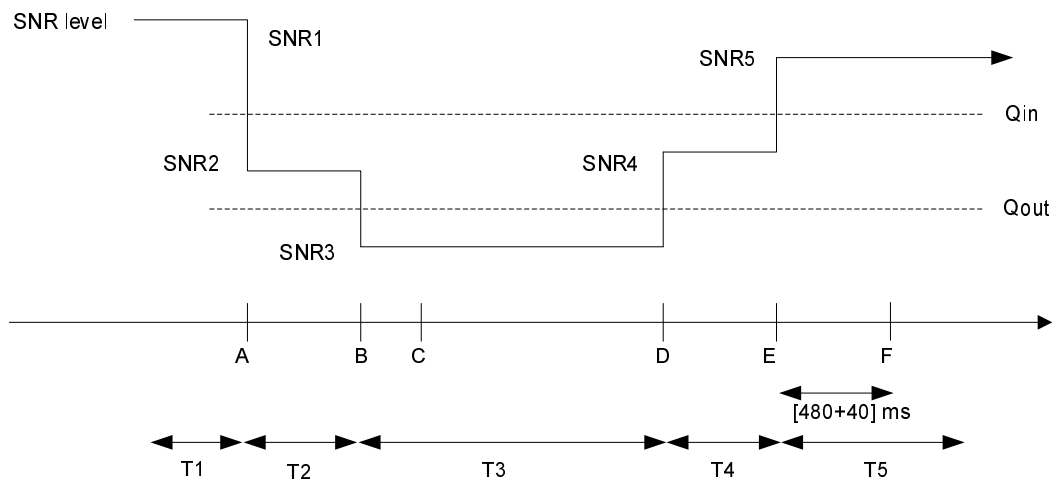 SNR level
SNR1
SNR5
Qin
SNR2
SNR4
Qout
SNR3
A B C D E F
[480+40] ms
T1 T2 T3 T4 T5